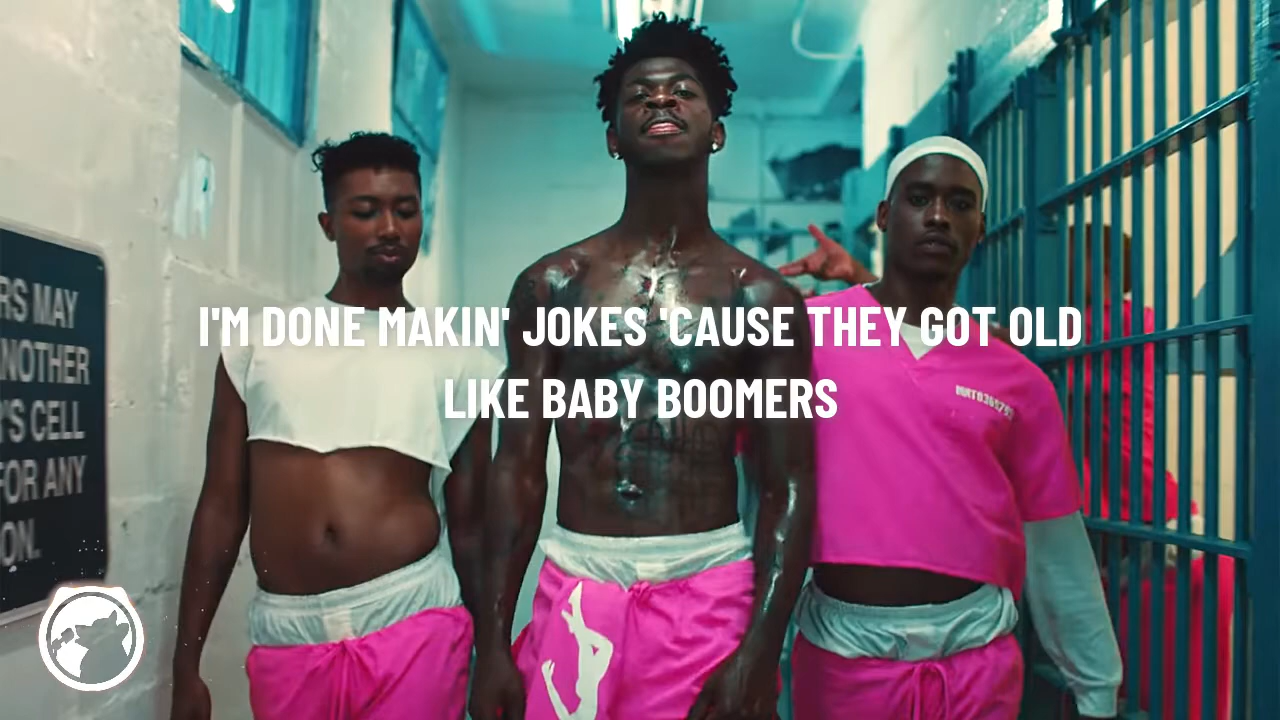 I'M DONE MAKIN' JOKES 'CAUSE THEY GOT OLD
LIKE BABY BOOMERS
RS MAY
NOTHER
'S CELL
FOR ANY
ON.